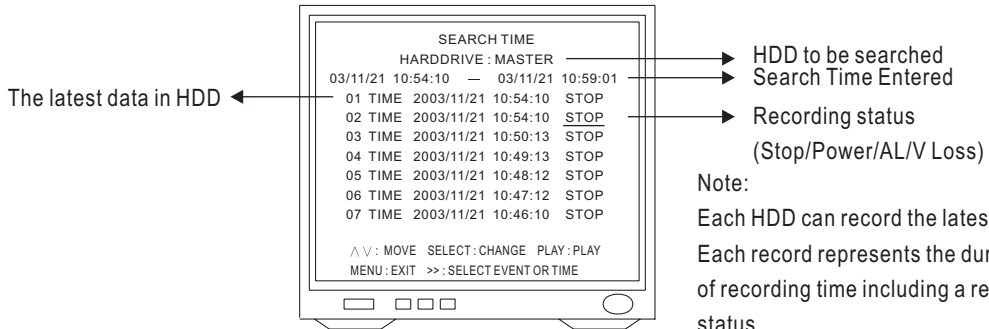 SEARCH TIME
HARDDRIVE : MASTER
03/11/21 10:54:10 — 03/11/21 10:59:01
01 TIME 2003/11/21 10:54:10 STOP
02 TIME 2003/11/21 10:54:10 STOP
03 TIME 2003/11/21 10:50:13 STOP
04 TIME 2003/11/21 10:49:13 STOP
05 TIME 2003/11/21 10:48:12 STOP
06 TIME 2003/11/21 10:47:12 STOP
07 TIME 2003/11/21 10:46:10 STOP
∧∨ : MOVE SELECT : CHANGE PLAY : PLAY
MENU : EXIT >> : SELECT EVENT OR TIME
The latest data in HDD
HDD to be searched
Search Time Entered
Recording status
(Stop/Power/AL/V Loss)
Note:
Each HDD can record the
Each record represents the
of recording time including a
status